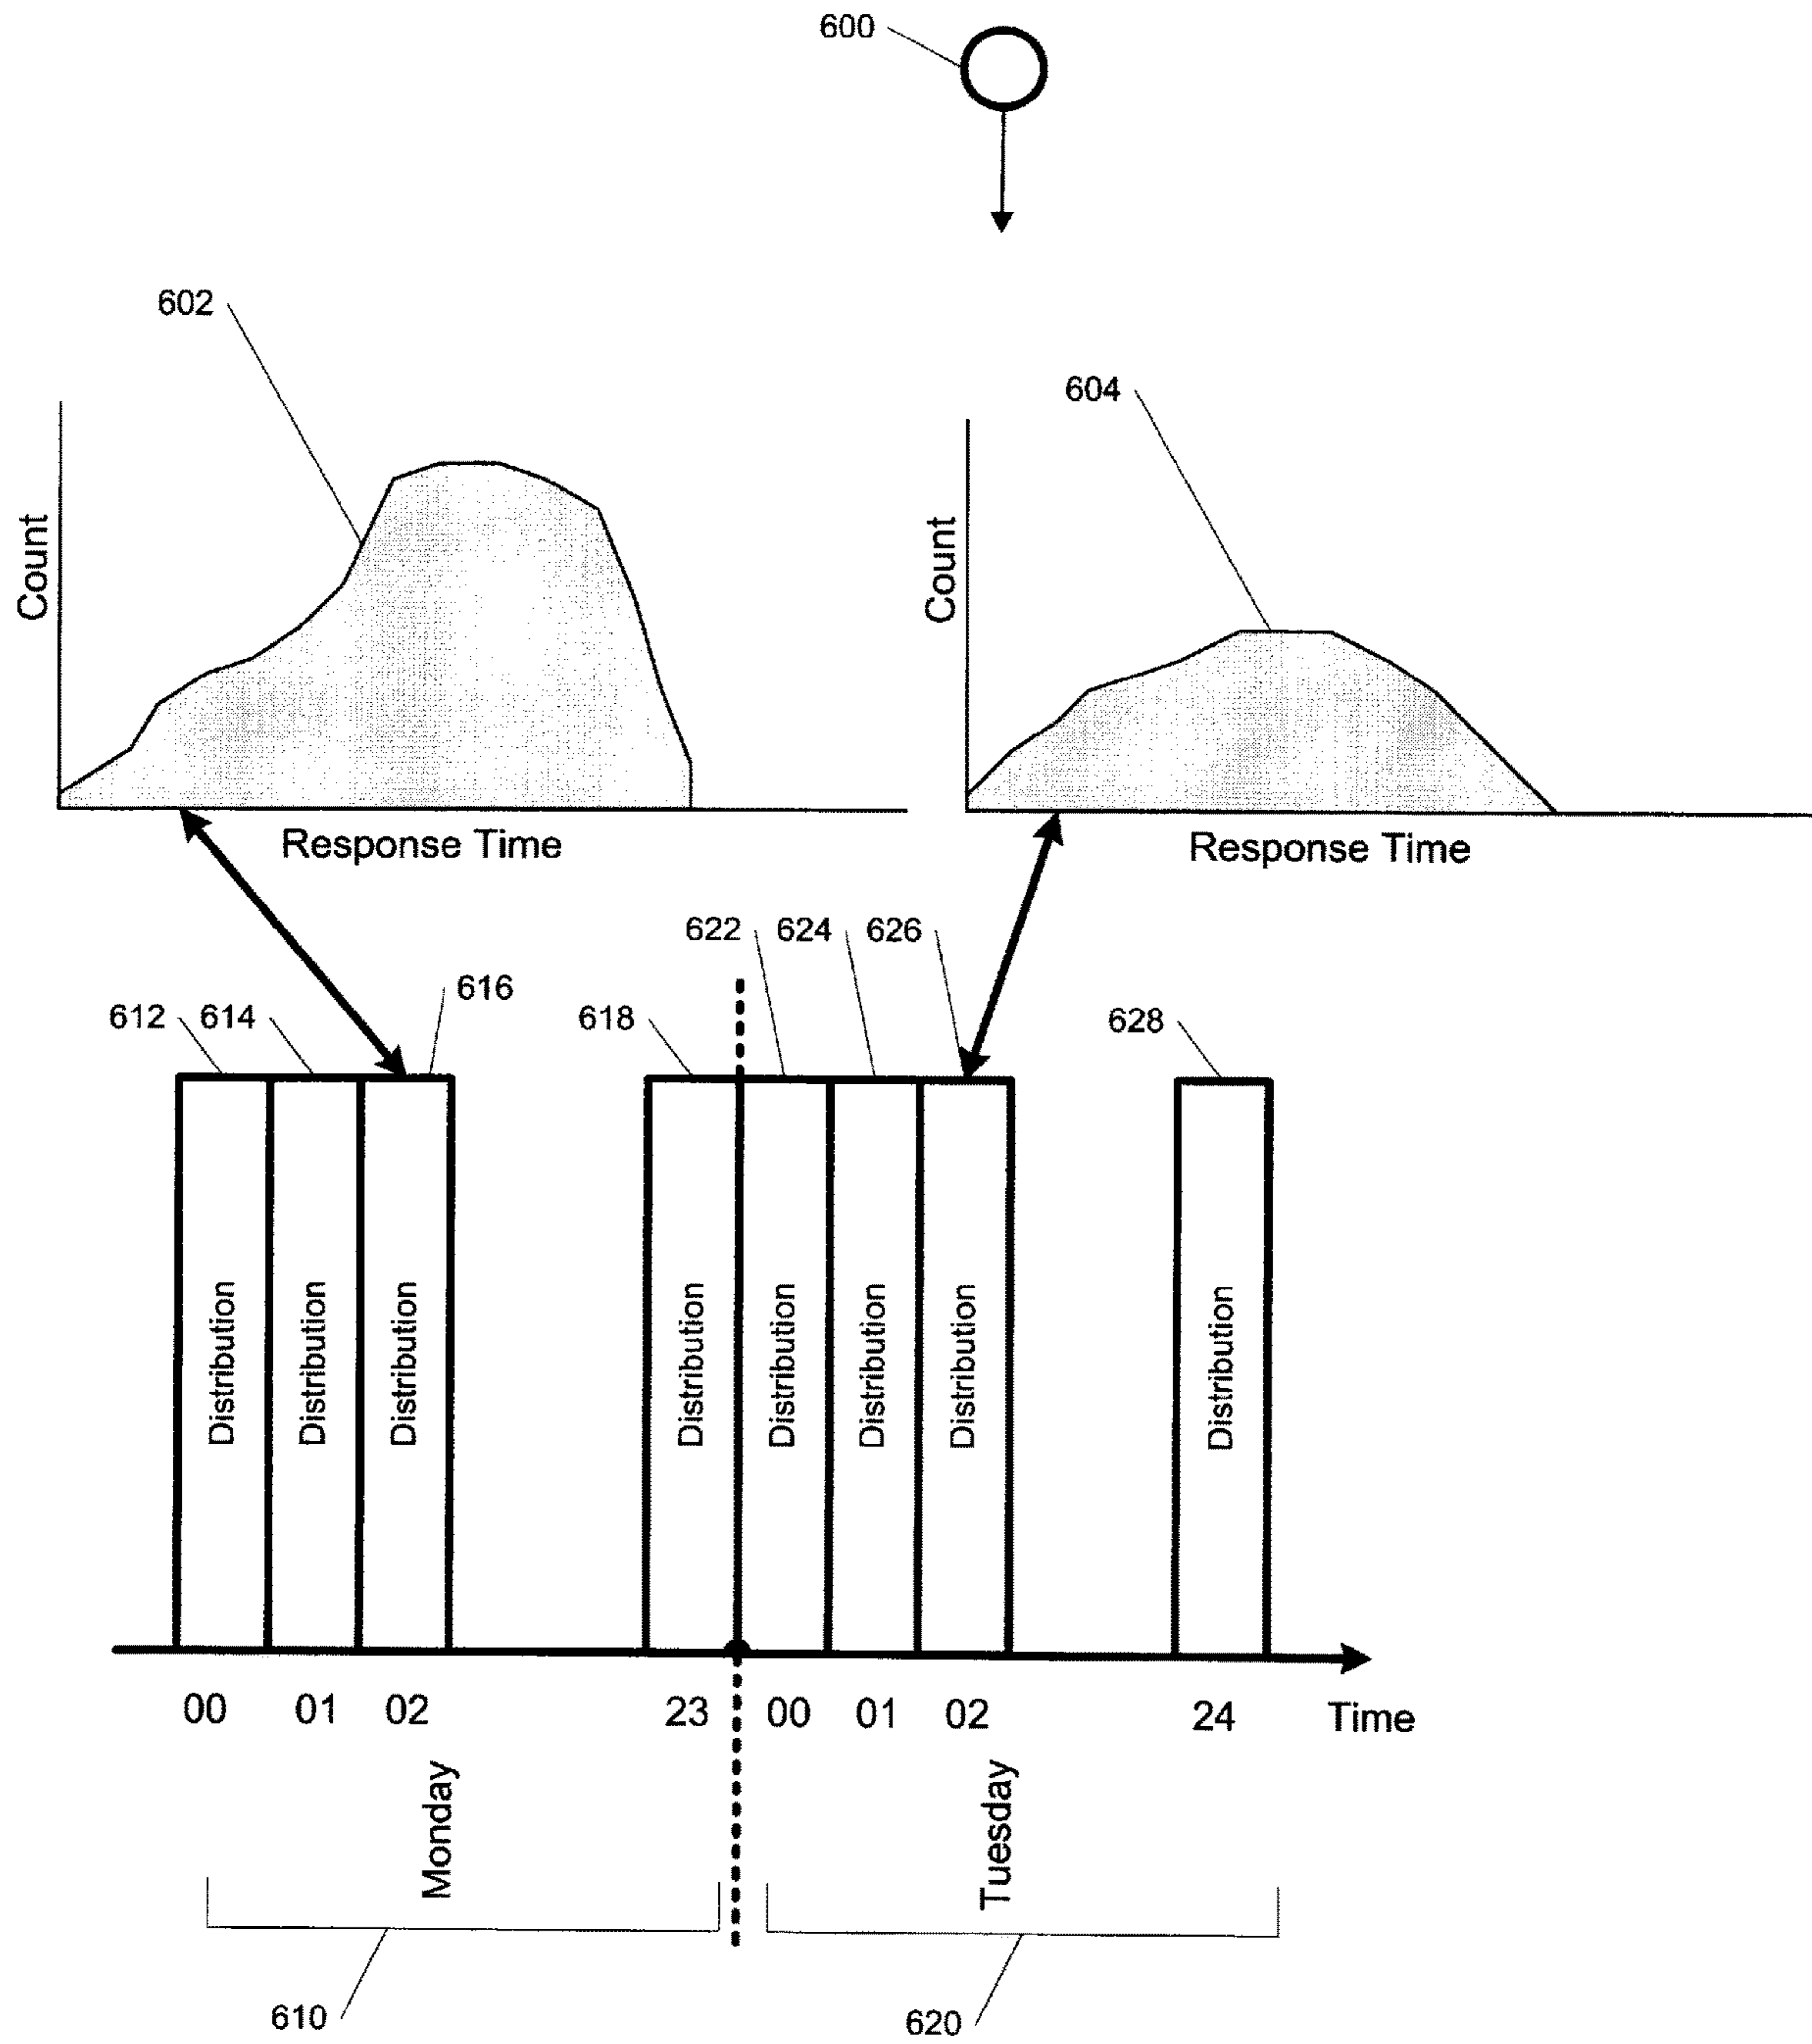 600
602
604
Count
Count
Response Time
Response Time
622 624 626
616
612 614
618
628
Distribution
Distribution
Distribution
Distribution
Distribution
Distribution
Distribution
Distribution
00 01 02 23 00 01 02 24 Time
Monday
Tuesday
610
620